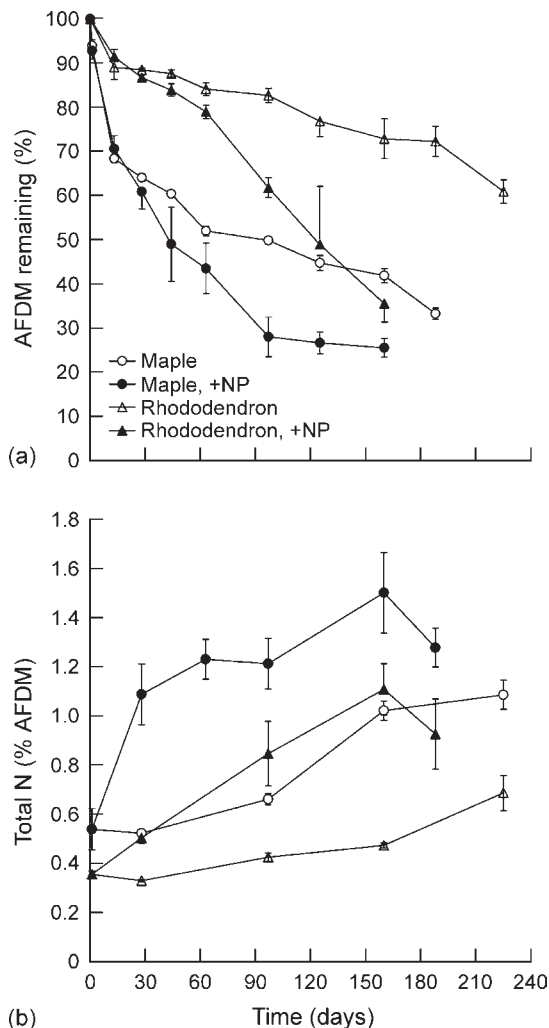 100
90
80
70
60
50
40
30
20
10
0
AFDM remaining (%)
Maple
Maple, +NP
Rhododendron
Rhododendron, +NP
(a)
1.8
1.6
1.4
1.2
1.0
0.8
0.6
0.4
0.2
0
Total N (% AFDM)
0 30 60 90 120 150 180 210 240
Time (days)
(b)